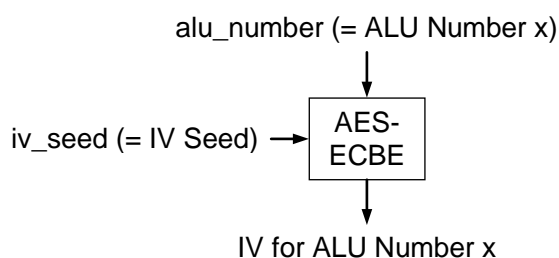 alu_number (= ALU Number x)
iv_seed (= IV Seed)
AES-
ECBE
IV for ALU Number x